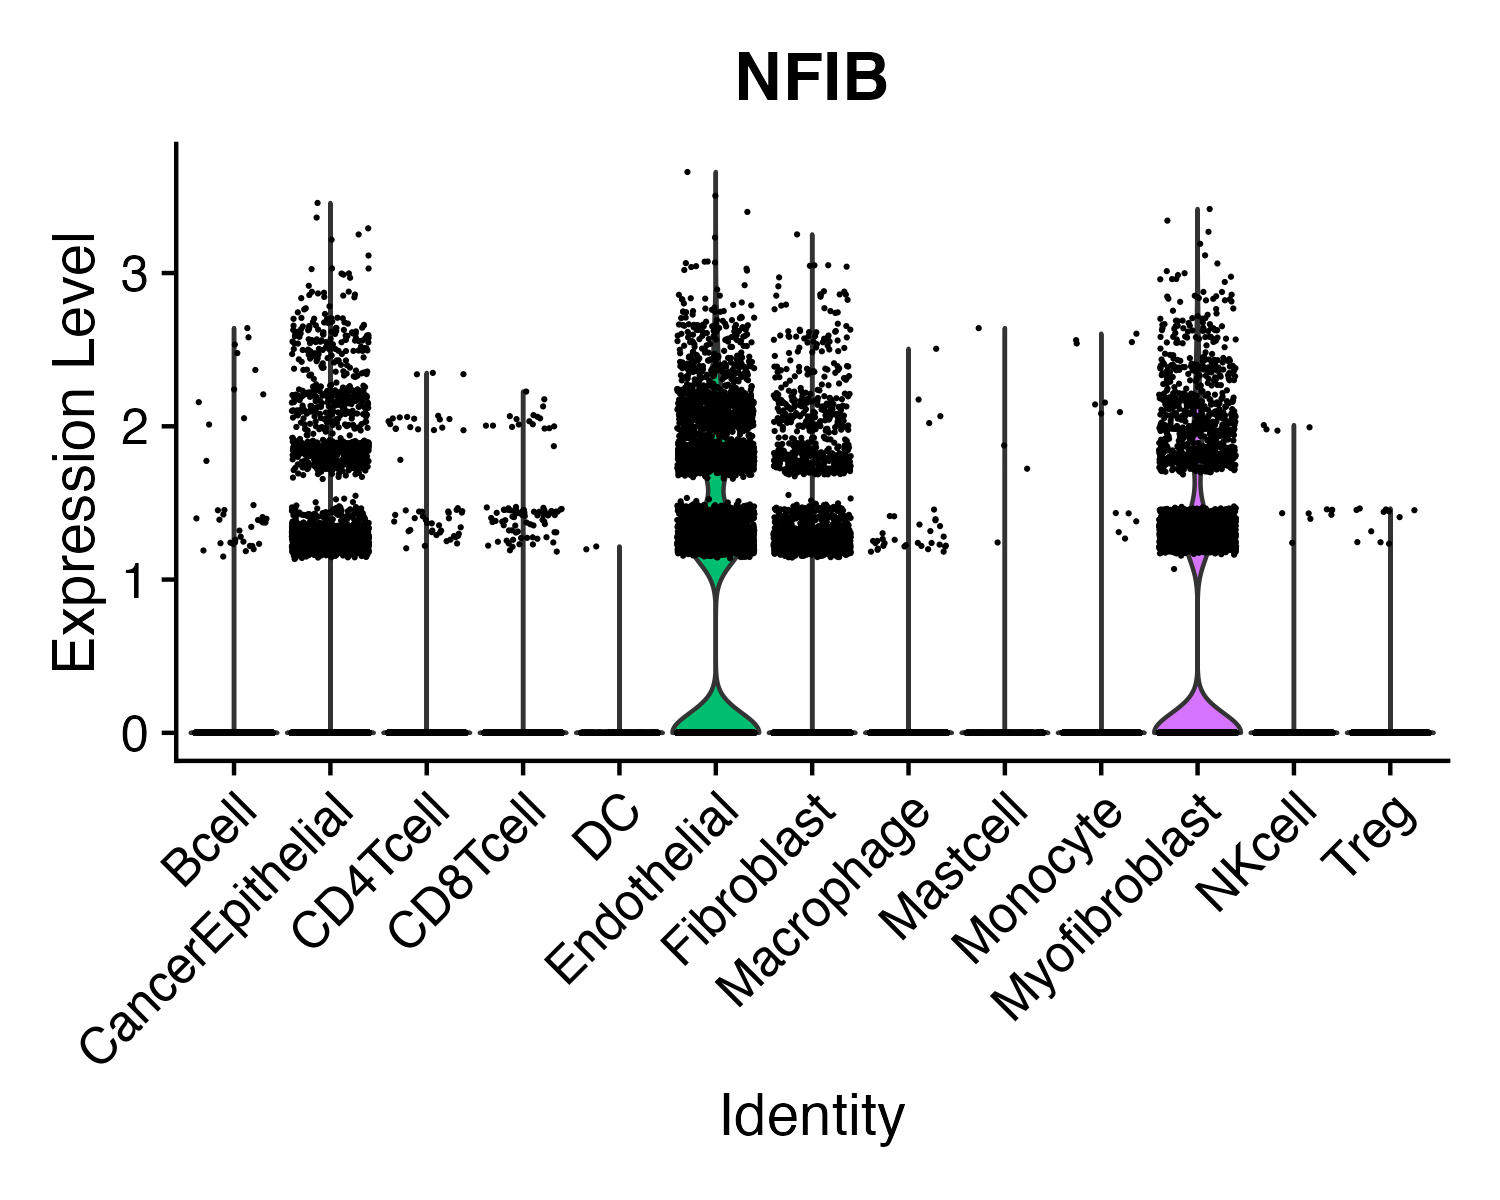 NFIB
Expression Level
3
2
1
0
Bcell
CancerEpithelial
CD4Tcell
CD8Tcell
DC
Endothelial
Fibroblast
Macrophage
Mastcell
Monocyte
Myofibroblast
NKcell
Treg
Identity